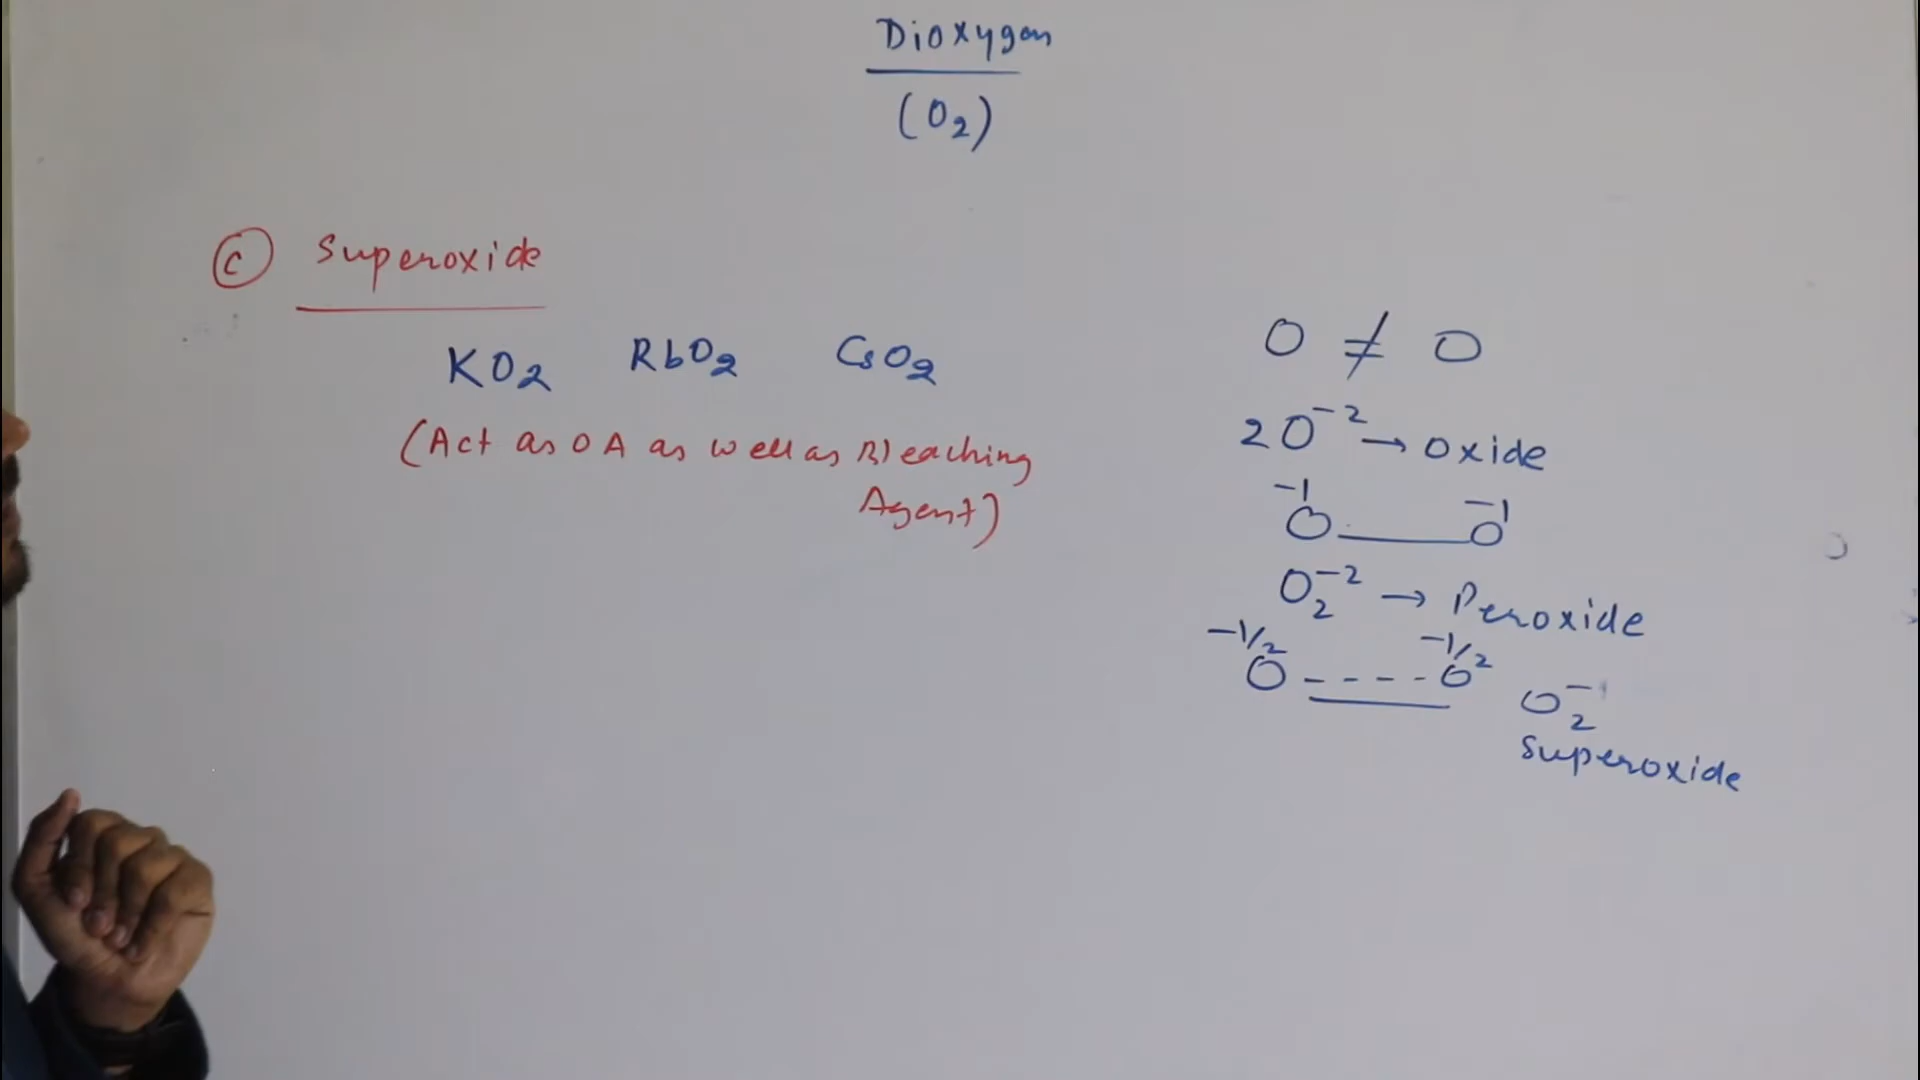 Dioxygen
(O₂)
(c) Superoxide
KO₂ RbO₂ CsO₂
(Act as OA as well as Bleaching
Agent)
O ≠ O
2O⁻² → Oxide
-1 -1
O — O
O₂⁻² → Peroxide
-1/2 -1/2
O ---- O O₂⁻
Superoxide